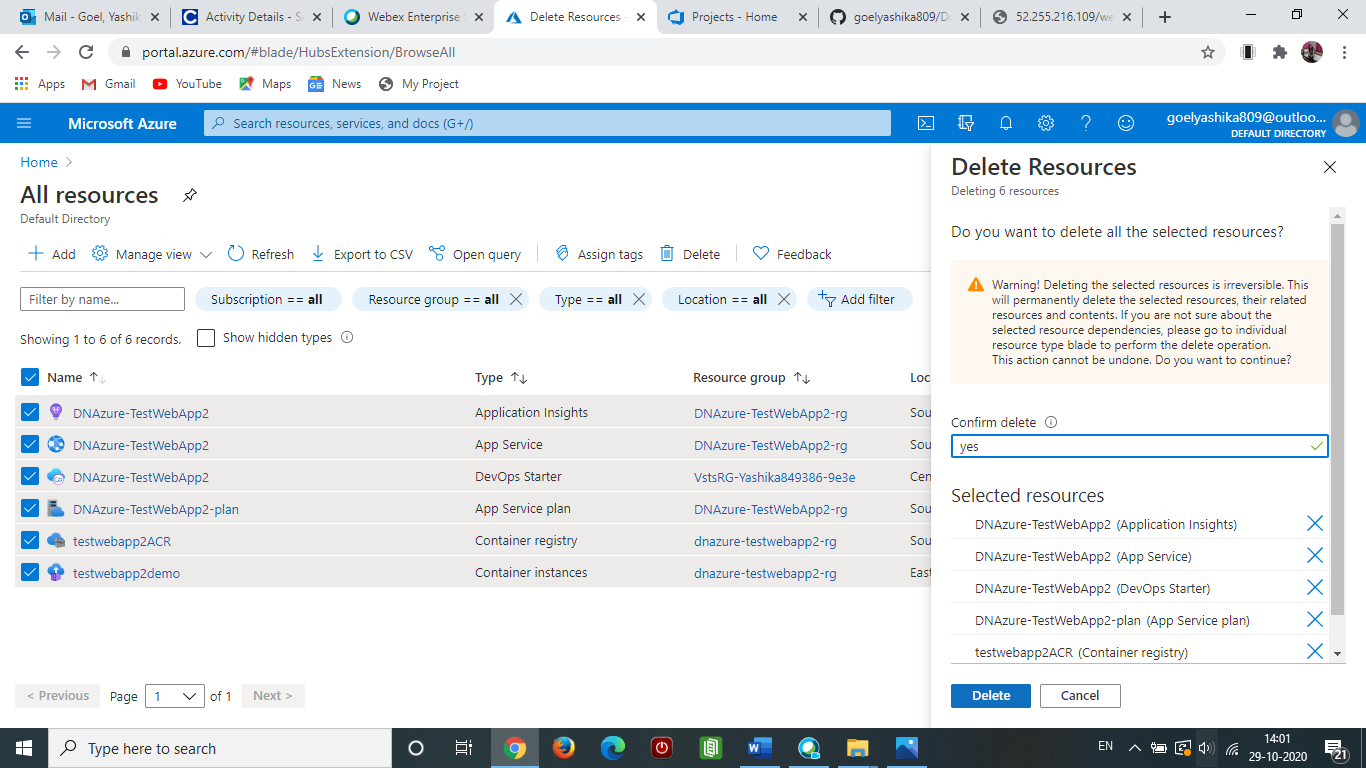 Mail - Goel, Yashik
Activity Details - S
Webex Enterprise
Delete Resources -
Projects - Home
goelyashika809/D
52.255.216.109/we
portal.azure.com/#blade/HubsExtension/BrowseAll
Apps
Gmail
YouTube
Maps
News
My Project
Microsoft Azure
Search resources, services, and docs (G+/)
goelyashika809@outloo...
DEFAULT DIRECTORY
Home
All resources
Default Directory
Add
Manage view
Refresh
Export to CSV
Open query
Assign tags
Delete
Feedback
Filter by name...
Subscription == all
Resource group == all
Type == all
Location == all
Add filter
Showing 1 to 6 of 6 records.
Show hidden types
Name Type Resource group Loc
DNAzure-TestWebApp2 Application Insights DNAzure-TestWebApp2-rg Sou
DNAzure-TestWebApp2 App Service DNAzure-TestWebApp2-rg Sou
DNAzure-TestWebApp2 DevOps Starter VstsRG-Yashika849386-9e3e Cen
DNAzure-TestWebApp2-plan App Service plan DNAzure-TestWebApp2-rg Sou
testwebapp2ACR Container registry dnazure-testwebapp2-rg Sou
testwebapp2demo Container instances dnazure-testwebapp2-rg East
< Previous Page 1 of 1 Next >
Delete Resources
Deleting 6 resources
Do you want to delete all the selected resources?
Warning! Deleting the selected resources is irreversible. This
will permanently delete the selected resources, their related
resources and contents. If you are not sure about the
selected resource dependencies, please go to individual
resource type blade to perform the delete operation.
This action cannot be undone. Do you want to continue?
Confirm delete
yes
Selected resources
DNAzure-TestWebApp2 (Application Insights)
DNAzure-TestWebApp2 (App Service)
DNAzure-TestWebApp2 (DevOps Starter)
DNAzure-TestWebApp2-plan (App Service plan)
testwebapp2ACR (Container registry)
Delete
Cancel
Type here to search
EN
14:01
29-10-2020
21